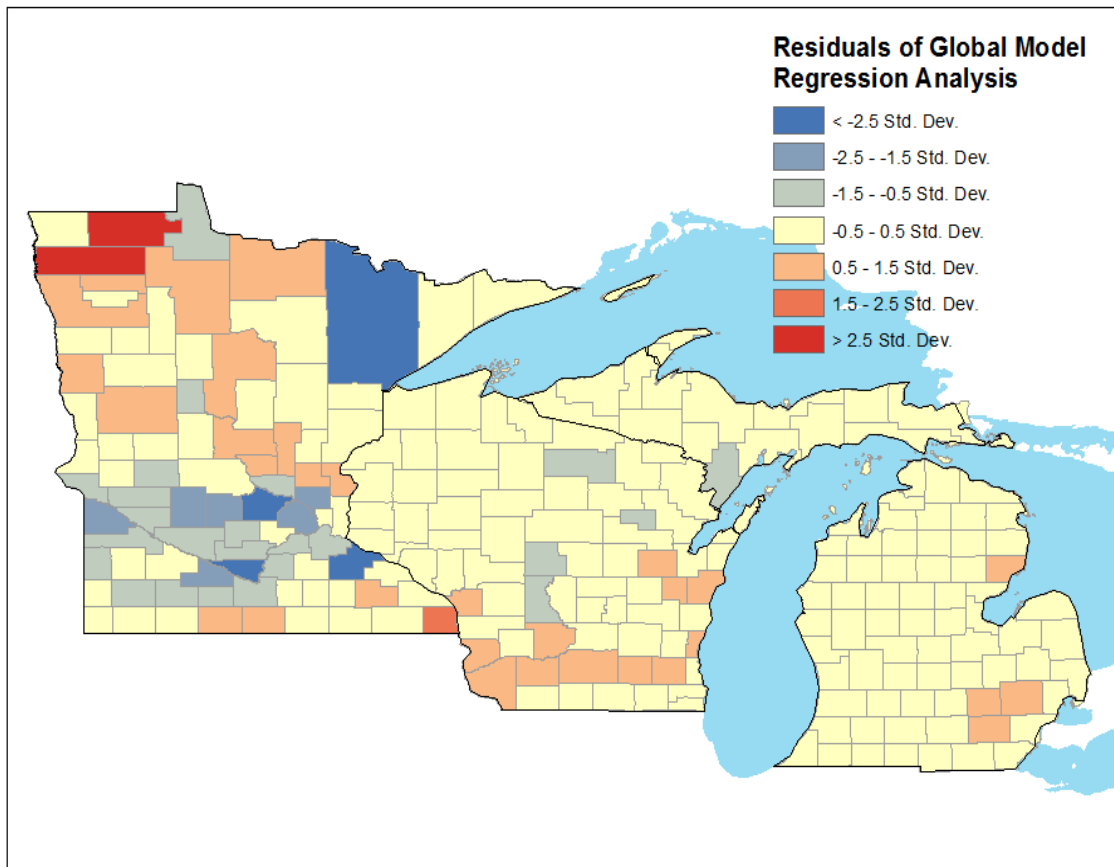 Residuals of Global Model
Regression Analysis
< -2.5 Std. Dev.
-2.5 - -1.5 Std. Dev.
-1.5 - -0.5 Std. Dev.
-0.5 - 0.5 Std. Dev.
0.5 - 1.5 Std. Dev.
1.5 - 2.5 Std. Dev.
> 2.5 Std. Dev.